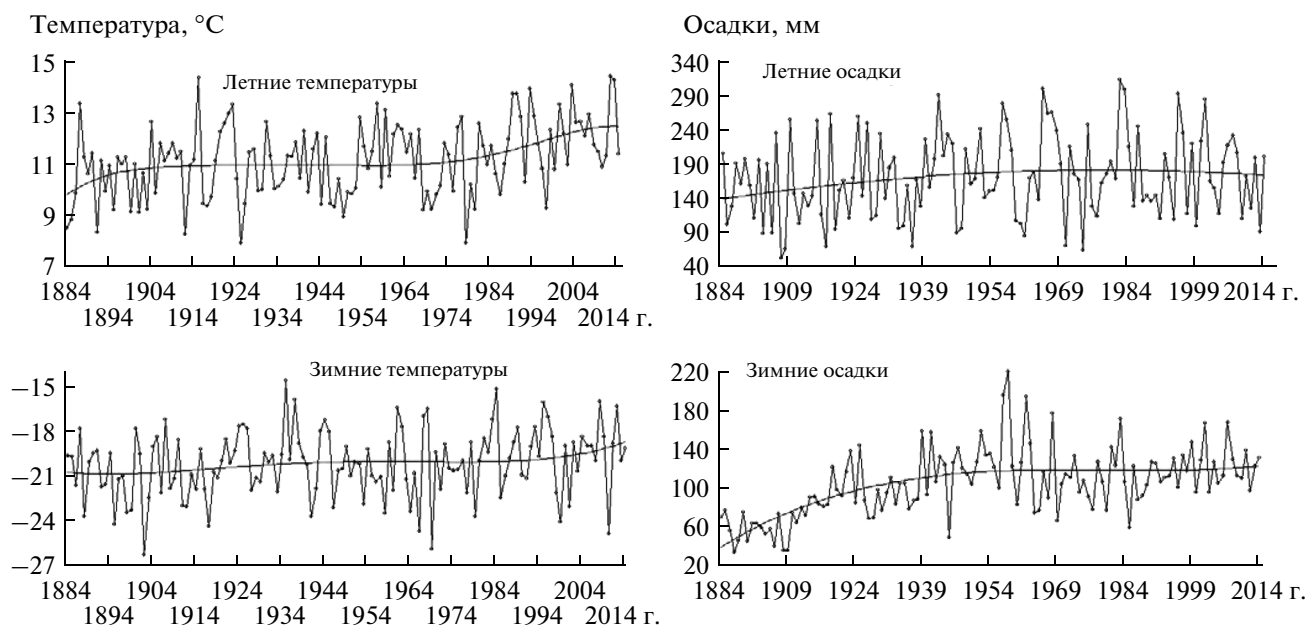 Температура, °C
Осадки, мм
Летние температуры
15
13
11
9
7
1884 1904 1924 1944 1964 1984 2004
1894 1914 1934 1954 1974 1994 2014 г.
Летние осадки
340
290
240
190
140
90
40
1884 1909 1924 1939 1954 1969 1984 1999 2014 г.
Зимние температуры
−15
−18
−21
−24
−27
1884 1904 1924 1944 1964 1984 2004
1894 1914 1934 1954 1974 1994 2014 г.
Зимние осадки
220
180
140
100
60
20
1884 1909 1924 1939 1954 1969 1984 1999 2014 г.